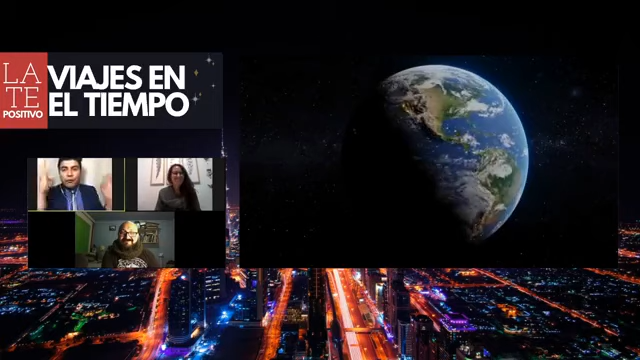 LA
TE
POSITIVO
VIAJES EN
EL TIEMPO